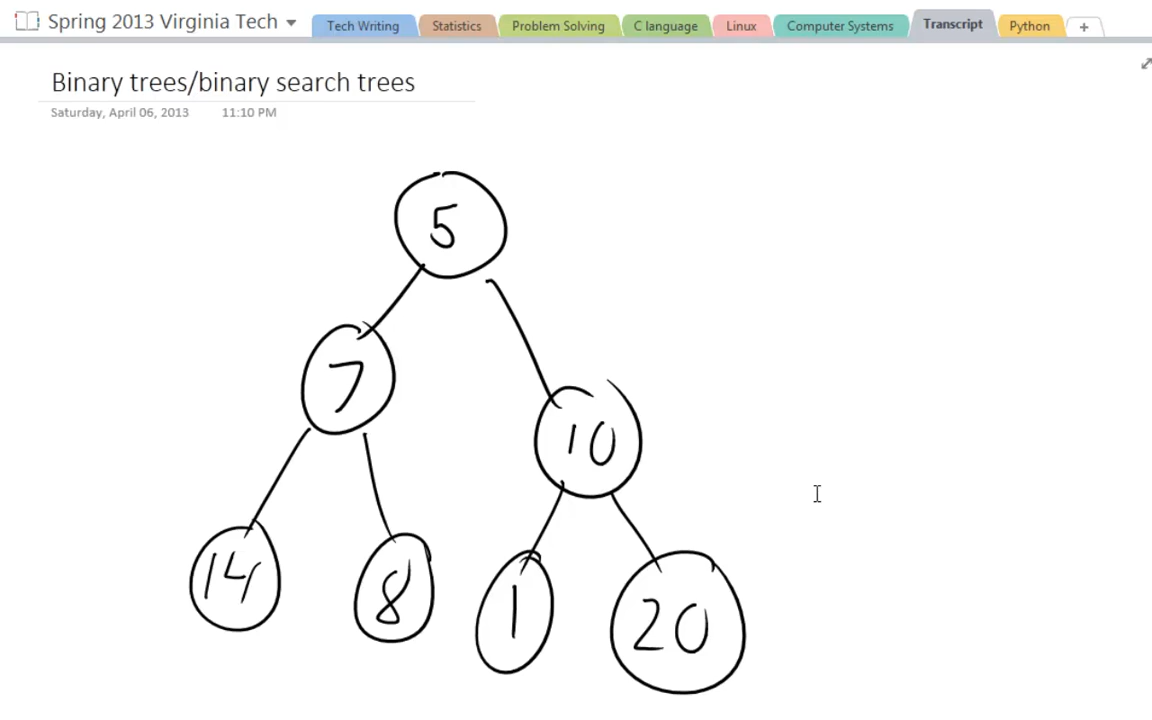 Spring 2013 Virginia Tech
Tech Writing Statistics Problem Solving C language Linux Computer Systems Transcript Python +
Binary trees/binary search trees
Saturday, April 06, 2013 11:10 PM
5
7
10
14 8 1 20